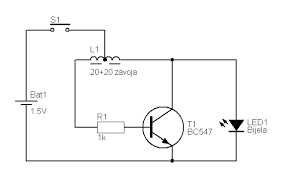 S1
L1
20+20 zavoja
Bat1
1.5V
R1
1k
T1
BC547
LED1
Bijela